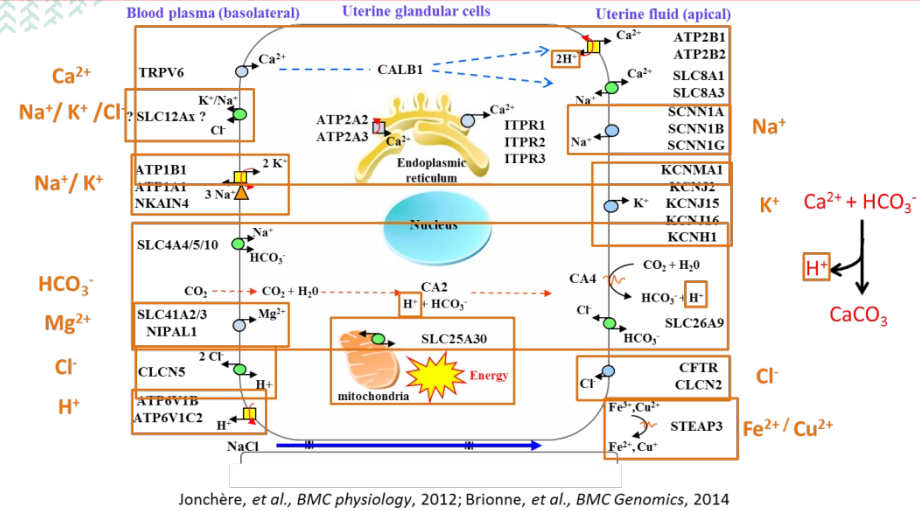 Blood plasma (basolateral)
Uterine glandular cells
Uterine fluid (apical)
Ca²⁺
TRPV6
Ca²⁺
CALB1
2H⁺
Ca²⁺
ATP2B1
ATP2B2
Ca²⁺
SLC8A1
SLC8A3
Na⁺
Na⁺/ K⁺ /Cl⁻
? SLC12Ax ?
K⁺/Na⁺
Cl⁻
ATP2A2
ATP2A3
Ca²⁺
Ca²⁺
ITPR1
ITPR2
ITPR3
Endoplasmic
reticulum
SCNN1A
SCNN1B
SCNN1G
Na⁺
Na⁺
Na⁺/ K⁺
ATP1B1
ATP1A1
NKAIN4
2 K⁺
3 Na⁺
Nucleus
K⁺
KCNMA1
KCNJ2
KCNJ15
KCNJ16
KCNH1
K⁺
Ca²⁺ + HCO₃⁻
H⁺
CaCO₃
HCO₃⁻
SLC4A4/5/10
Na⁺
HCO₃⁻
CO₂
CO₂ + H20
CA2
H⁺ + HCO₃⁻
CA4
CO₂ + H2O
HCO₃⁻ + H⁺
Cl⁻
SLC26A9
HCO₃⁻
Mg²⁺
SLC41A2/3
NIPAL1
Mg²⁺
SLC25A30
mitochondria
Energy
Cl⁻
CLCN5
2 Cl⁻
H+
Cl⁻
CFTR
CLCN2
Cl⁻
H⁺
ATP6V1B
ATP6V1C2
H⁺
Fe³⁺,Cu²⁺
STEAP3
Fe²⁺, Cu⁺
Fe²⁺/ Cu²⁺
NaCl
Jonchère, et al., BMC physiology, 2012; Brionne, et al., BMC Genomics, 2014